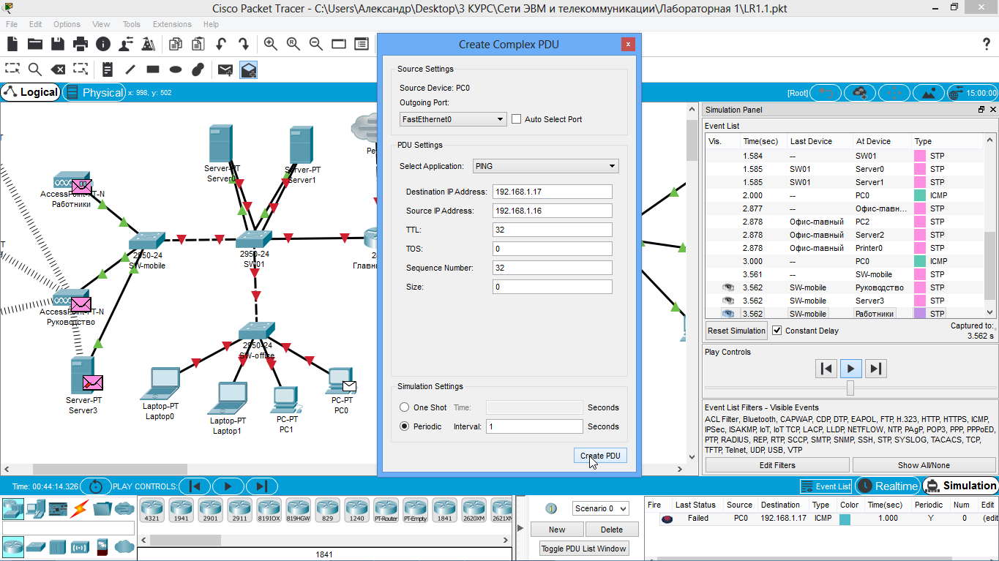 Cisco Packet Tracer - C:\Users\Александр\Desktop\3 КУРС\Сети ЭВМ и телекоммуникации\Лабораторная 1\LR1.1.pkt
File Edit Options View Tools Extensions Help
Logical Physical x: 998, y: 502 [Root] 15:00:00
Create Complex PDU
Source Settings
Source Device: PC0
Outgoing Port:
FastEthernet0 Auto Select Port
PDU Settings
Select Application: PING
Destination IP Address: 192.168.1.17
Source IP Address: 192.168.1.16
TTL: 32
TOS: 0
Sequence Number: 32
Size: 0
Simulation Settings
One Shot Time: Seconds
Periodic Interval: 1 Seconds
Create PDU
Server-PT
Server0
Server-PT
Server1
AccessPoint-PT-N
Работники
2950-24
SW-mobile
2950-24
SW01
AccessPoint-PT-N
Руководство
2950-24
SW-office
Server-PT
Server3
Laptop-PT
Laptop0
Laptop-PT
Laptop1
PC-PT
PC1
PC-PT
PC0
Simulation Panel
Event List
Vis. Time(sec) Last Device At Device Type
1.584 -- SW01 STP
1.585 SW01 Server0 STP
1.585 SW01 Server1 STP
2.000 -- PC0 ICMP
2.877 -- Офис-главн... STP
2.878 Офис-главный PC2 STP
2.878 Офис-главный Server2 STP
2.878 Офис-главный Printer0 STP
3.000 -- PC0 ICMP
3.561 -- SW-mobile STP
3.562 SW-mobile Руководство STP
3.562 SW-mobile Server3 STP
3.562 SW-mobile Работники STP
Reset Simulation Constant Delay Captured to:
3.562 s
Play Controls
Event List Filters - Visible Events
ACL Filter, Bluetooth, CAPWAP, CDP, DTP, EAPOL, FTP, H.323, HTTP, HTTPS, ICMP,
IPSec, ISAKMP, IoT, IoT TCP, LACP, LLDP, NETFLOW, NTP, PAgP, POP3, PPP, PPPoED,
PTP, RADIUS, REP, RTP, SCCP, SMTP, SNMP, SSH, STP, SYSLOG, TACACS, TCP,
TFTP, Telnet, UDP, USB, VTP
Edit Filters Show All/None
Time: 00:44:14.326 PLAY CONTROLS: Event List Realtime Simulation
4321 1941 2901 2911 819IOX 819HGW 829 1240 PT-Router PT-Empty 1841 2620XM 2621XM
1841
Scenario 0
New Delete
Toggle PDU List Window
Fire Last Status Source Destination Type Color Time(sec) Periodic Num Edit
Failed PC0 192.168.1.17 ICMP 1.000 Y 0 (edit